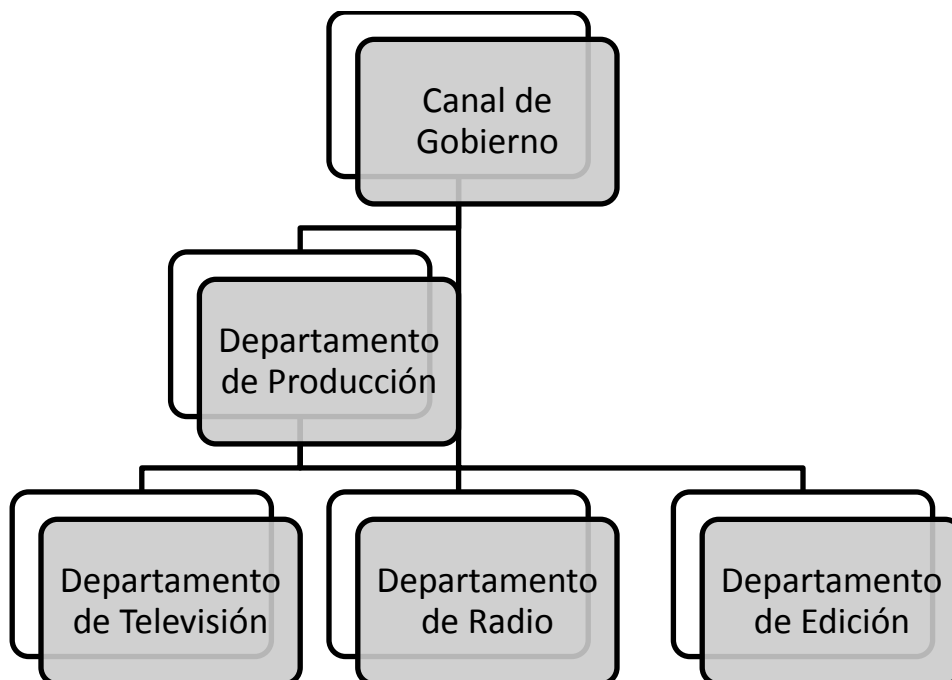 Canal de
Gobierno
Departamento
de Producción
Departamento
de Televisión
Departamento
de Radio
Departamento
de Edición